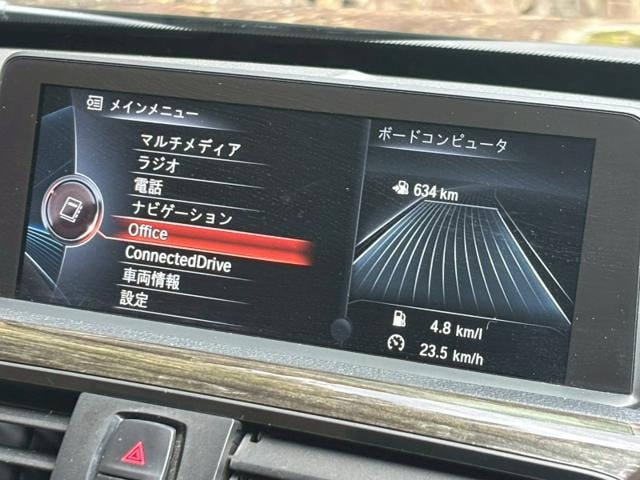 メインメニュー
マルチメディア
ラジオ
電話
ナビゲーション
Office
ConnectedDrive
車両情報
設定
ボードコンピュータ
634 km
4.8 km/l
23.5 km/h